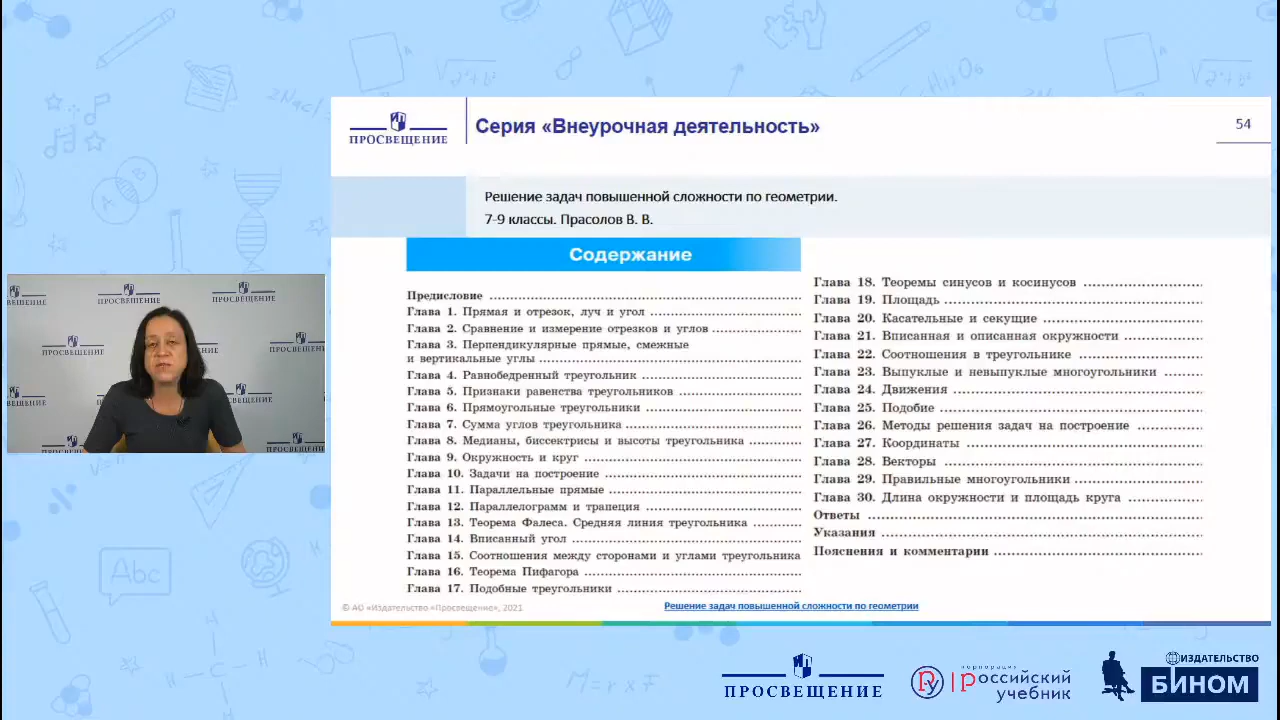 ПРОСВЕЩЕНИЕ
Серия «Внеурочная деятельность»
54
Решение задач повышенной сложности по геометрии.
7-9 классы. Прасолов В. В.
Содержание
Предисловие
Глава 1. Прямая и отрезок, луч и угол
Глава 2. Сравнение и измерение отрезков и углов
Глава 3. Перпендикулярные прямые, смежные
и вертикальные углы
Глава 4. Равнобедренный треугольник
Глава 5. Признаки равенства треугольников
Глава 6. Прямоугольные треугольники
Глава 7. Сумма углов треугольника
Глава 8. Медианы, биссектрисы и высоты треугольника
Глава 9. Окружность и круг
Глава 10. Задачи на построение
Глава 11. Параллельные прямые
Глава 12. Параллелограмм и трапеция
Глава 13. Теорема Фалеса. Средняя линия треугольника
Глава 14. Вписанный угол
Глава 15. Соотношения между сторонами и углами треугольника
Глава 16. Теорема Пифагора
Глава 17. Подобные треугольники
Глава 18. Теоремы синусов и косинусов
Глава 19. Площадь
Глава 20. Касательные и секущие
Глава 21. Вписанная и описанная окружности
Глава 22. Соотношения в треугольнике
Глава 23. Выпуклые и невыпуклые многоугольники
Глава 24. Движения
Глава 25. Подобие
Глава 26. Методы решения задач на построение
Глава 27. Координаты
Глава 28. Векторы
Глава 29. Правильные многоугольники
Глава 30. Длина окружности и площадь круга
Ответы
Указания
Пояснения и комментарии
© АО «Издательство «Просвещение», 2021
Решение задач повышенной сложности по геометрии
ПРОСВЕЩЕНИЕ
ПРОСВЕЩЕНИЕ
ПРОСВЕЩЕНИЕ
ПРОСВЕЩЕНИЕ
Abc
ПРОСВЕЩЕНИЕ
корпорация
российский
учебник
ИЗДАТЕЛЬСТВО
БИНОМ